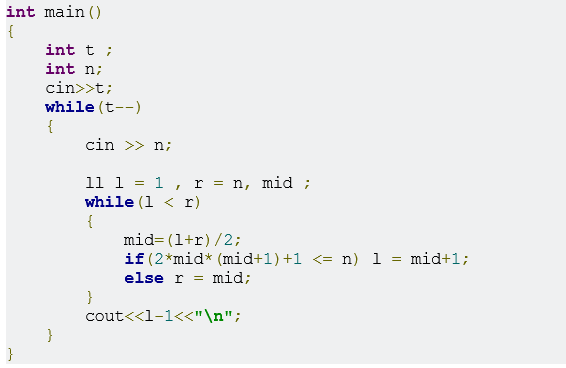 int main()
{
    int t ;
    int n;
    cin>>t;
    while(t--)
    {
        cin >> n;

        ll l = 1 , r = n, mid ;
        while(l < r)
        {
            mid=(l+r)/2;
            if(2*mid*(mid+1)+1 <= n) l = mid+1;
            else r = mid;
        }
        cout<<l-1<<"\n";
    }
}